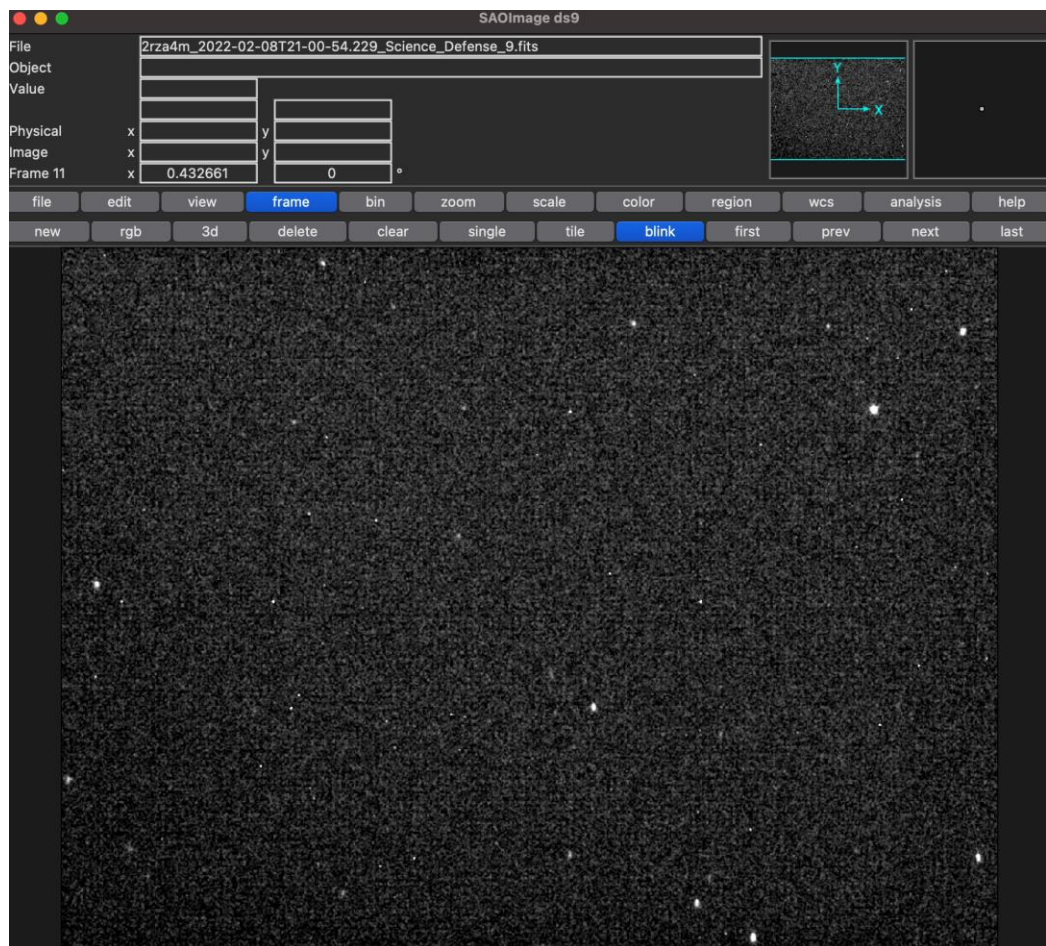 SAOImage ds9
File 2rza4m_2022-02-08T21-00-54.229_Science_Defense_9.fits
Object
Value
Physical x y
Image x y
Frame 11 x 0.432661 0 °
file edit view frame bin zoom scale color region wcs analysis help
new rgb 3d delete clear single tile blink first prev next last
Y
X